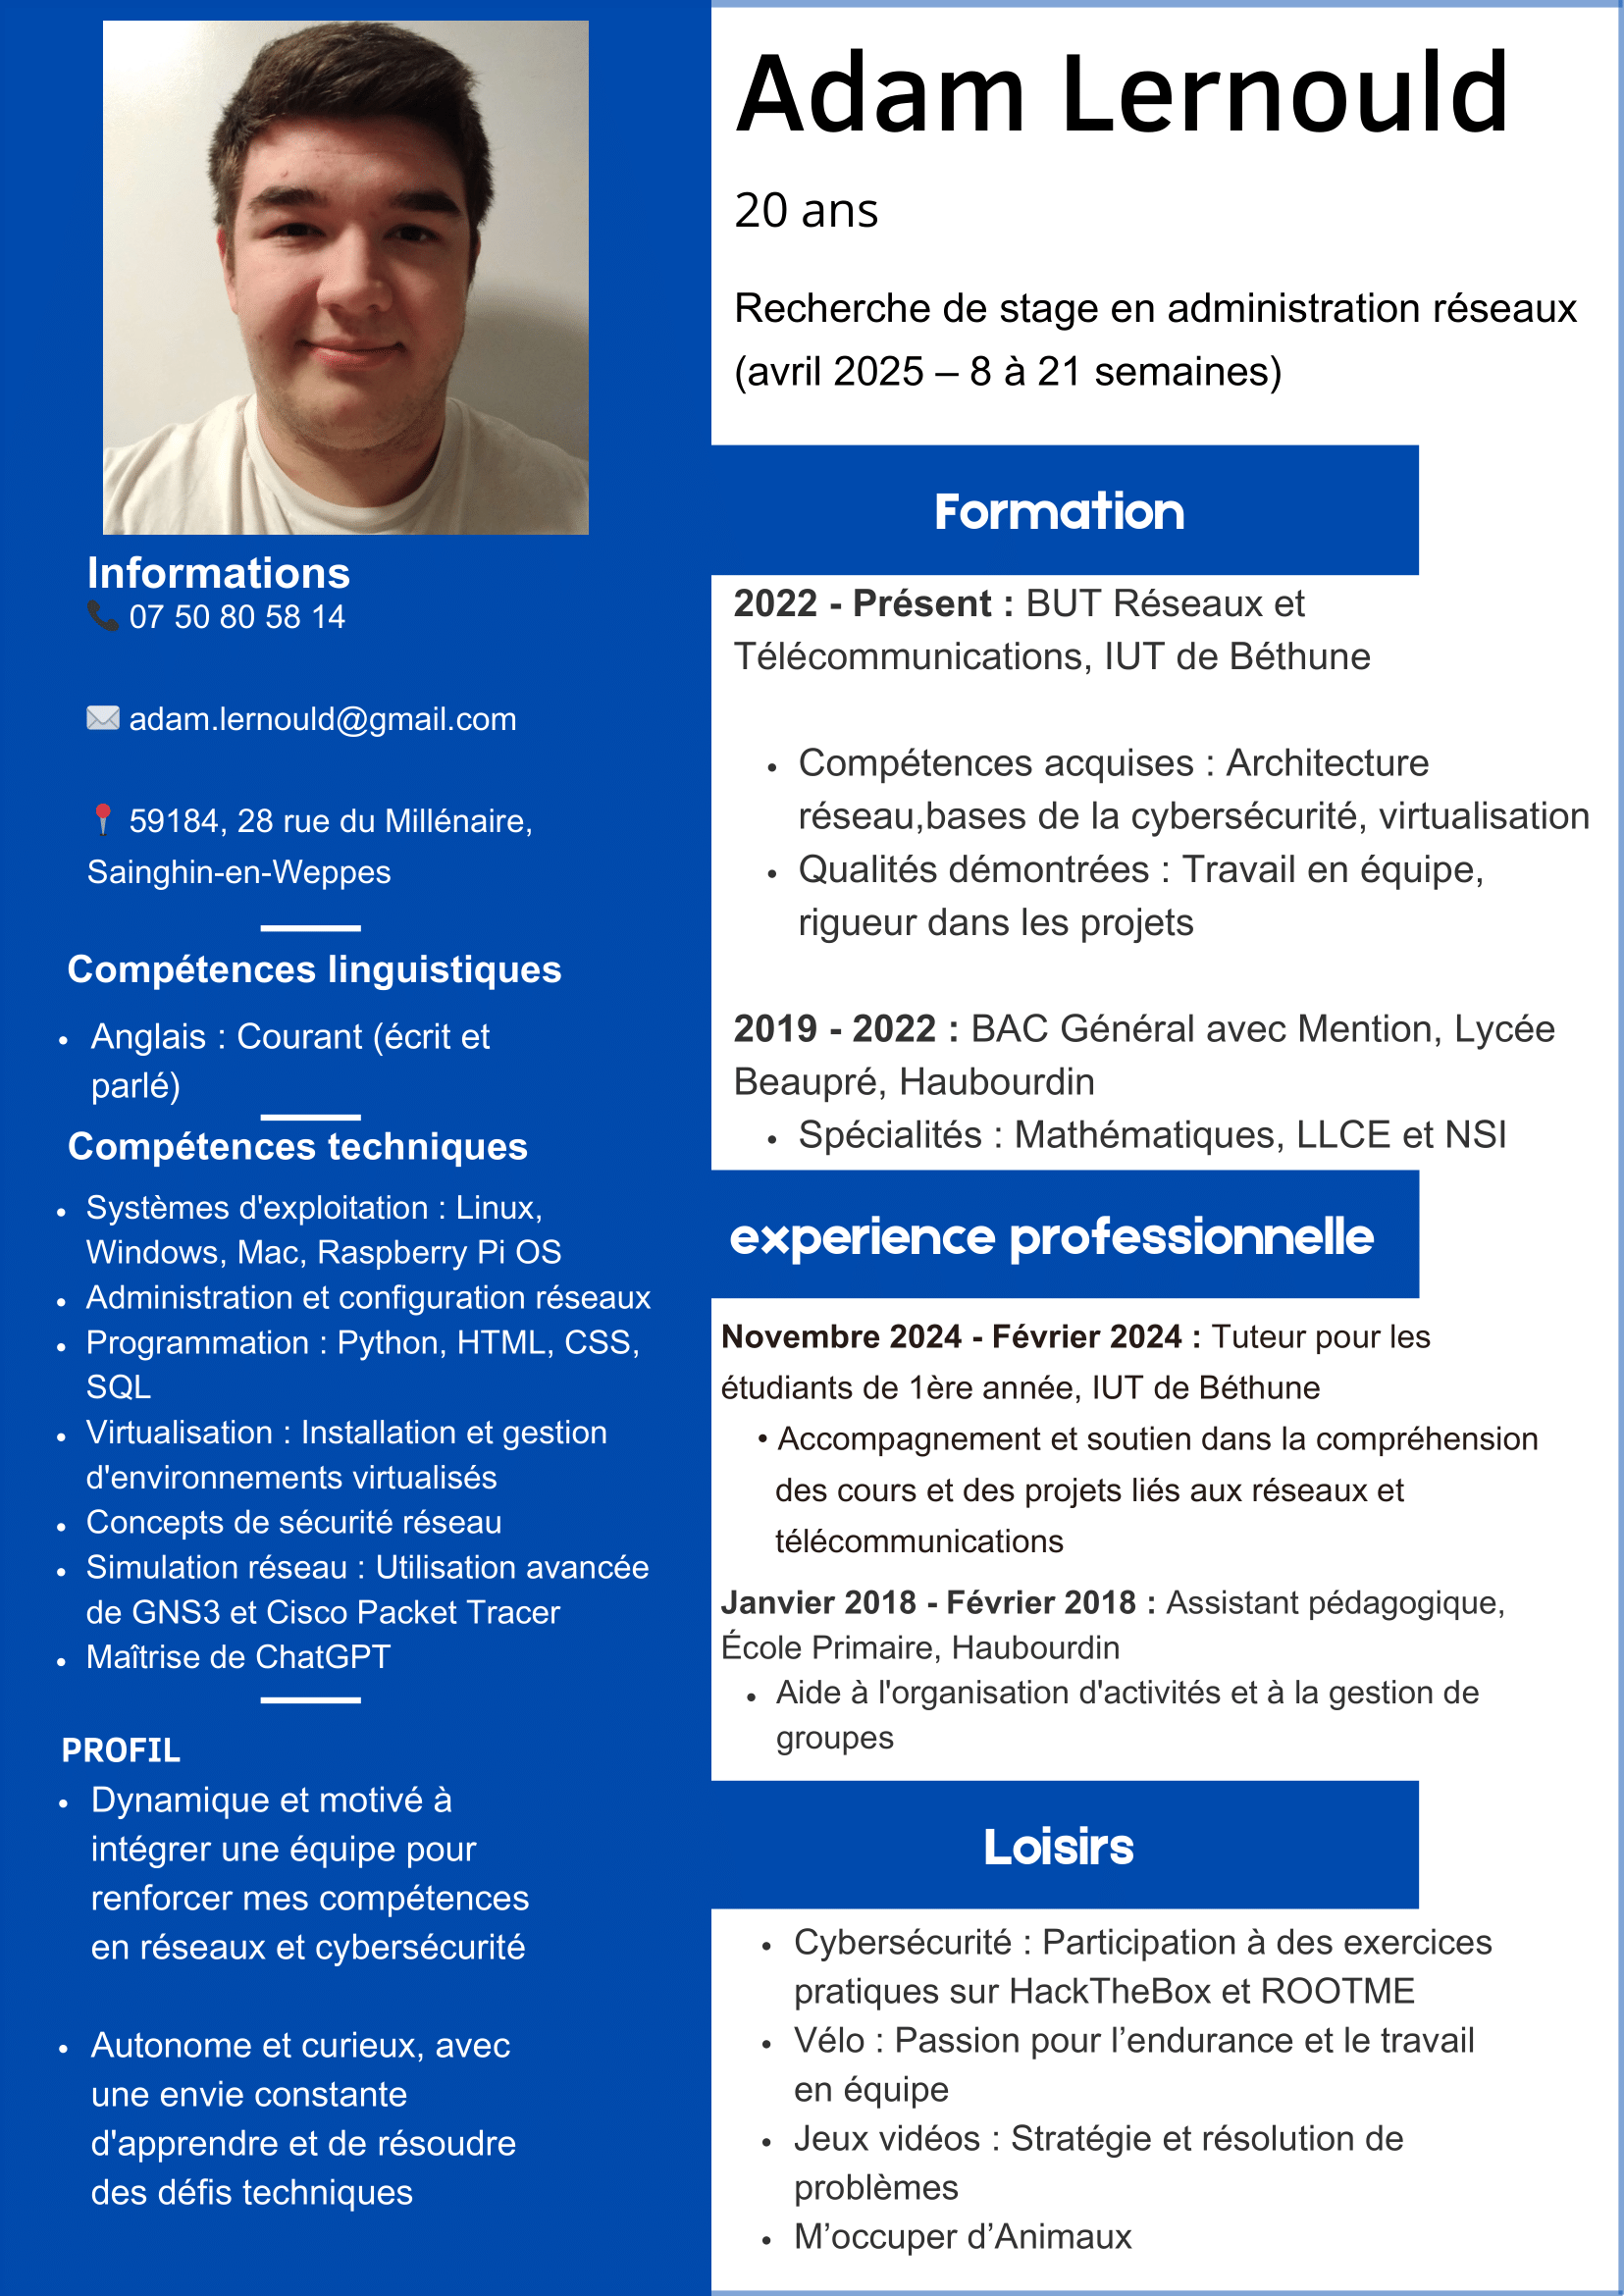 Adam Lernould
20 ans
Recherche de stage en administration réseaux
(avril 2025 – 8 à 21 semaines)
Informations
📞 07 50 80 58 14
✉️ adam.lernould@gmail.com
📍 59184, 28 rue du Millénaire,
Sainghin-en-Weppes
Compétences linguistiques
• Anglais : Courant (écrit et
parlé)
Compétences techniques
• Systèmes d'exploitation : Linux,
Windows, Mac, Raspberry Pi OS
• Administration et configuration réseaux
• Programmation : Python, HTML, CSS,
SQL
• Virtualisation : Installation et gestion
d'environnements virtualisés
• Concepts de sécurité réseau
• Simulation réseau : Utilisation avancée
de GNS3 et Cisco Packet Tracer
• Maîtrise de ChatGPT
PROFIL
• Dynamique et motivé à
intégrer une équipe pour
renforcer mes compétences
en réseaux et cybersécurité
• Autonome et curieux, avec
une envie constante
d'apprendre et de résoudre
des défis techniques
Formation
2022 - Présent : BUT Réseaux et
Télécommunications, IUT de Béthune
• Compétences acquises : Architecture
réseau,bases de la cybersécurité, virtualisation
• Qualités démontrées : Travail en équipe,
rigueur dans les projets
2019 - 2022 : BAC Général avec Mention, Lycée
Beaupré, Haubourdin
• Spécialités : Mathématiques, LLCE et NSI
experience professionnelle
Novembre 2024 - Février 2024 : Tuteur pour les
étudiants de 1ère année, IUT de Béthune
• Accompagnement et soutien dans la compréhension
des cours et des projets liés aux réseaux et
télécommunications
Janvier 2018 - Février 2018 : Assistant pédagogique,
École Primaire, Haubourdin
• Aide à l'organisation d'activités et à la gestion de
groupes
Loisirs
• Cybersécurité : Participation à des exercices
pratiques sur HackTheBox et ROOTME
• Vélo : Passion pour l’endurance et le travail
en équipe
• Jeux vidéos : Stratégie et résolution de
problèmes
• M’occuper d’Animaux